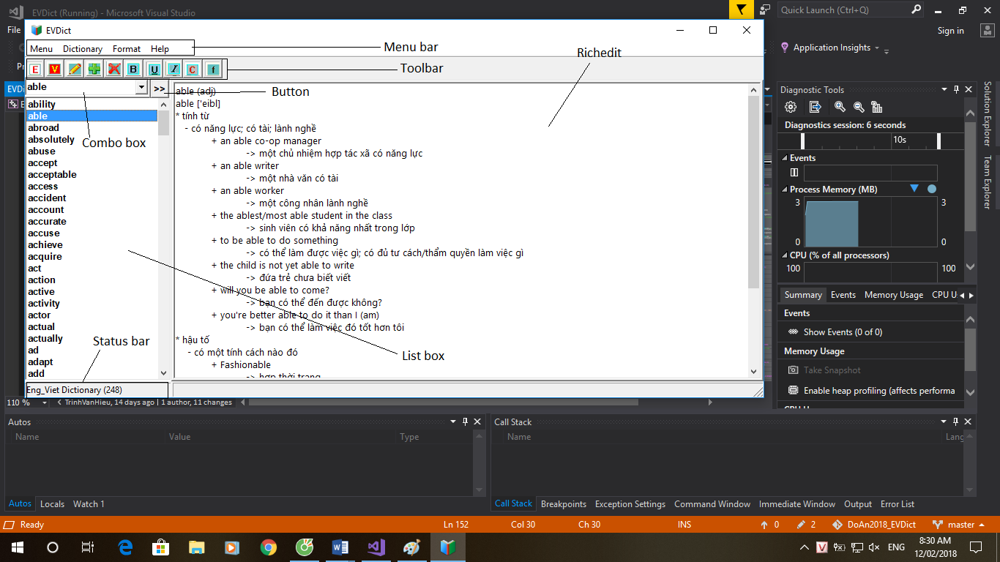 EVDict (Running) - Microsoft Visual Studio
Quick Launch (Ctrl+Q)
File
Sign in
Application Insights
EVDict
Menu Dictionary Format Help
Menu bar
E V B U I C f
Toolbar
Richedit
able
>>
Button
Combo box
ability
able
abroad
absolutely
abuse
accept
acceptable
access
accident
account
accurate
accuse
achieve
acquire
act
action
active
activity
actor
actual
actually
ad
adapt
add
able (adj)
able ['eibl]
* tính từ
- có năng lực; có tài; lành nghề
+ an able co-op manager
-> một chủ nhiệm hợp tác xã có năng lực
+ an able writer
-> một nhà văn có tài
+ an able worker
-> một công nhân lành nghề
+ the ablest/most able student in the class
-> sinh viên có khả năng nhất trong lớp
+ to be able to do something
-> có thể làm được việc gì; có đủ tư cách/thẩm quyền làm việc gì
+ the child is not yet able to write
-> đứa trẻ chưa biết viết
+ will you be able to come?
-> bạn có thể đến được không?
+ you're better able to do it than I (am)
-> bạn có thể làm việc đó tốt hơn tôi
* hậu tố
- có một tính cách nào đó
+ Fashionable
-> hợp thời trang
Status bar
List box
Eng_Viet Dictionary (248)
110 %
TrinhVanHieu, 14 days ago | 1 author, 11 changes
Diagnostic Tools
Diagnostics session: 6 seconds
10s
Events
Process Memory (MB)
3 3
0 0
CPU (% of all processors)
100 100
Summary Events Memory Usage CPU U
Events
Show Events (0 of 0)
Memory Usage
Take Snapshot
Enable heap profiling (affects performa
Solution Explorer
Team Explorer
Autos
Name Value Type
Autos Locals Watch 1
Call Stack
Name Lang
Call Stack Breakpoints Exception Settings Command Window Immediate Window Output Error List
Ready Ln 152 Col 30 Ch 30 INS 0 2 DoAn2018_EVDict master
ENG
8:30 AM
12/02/2018